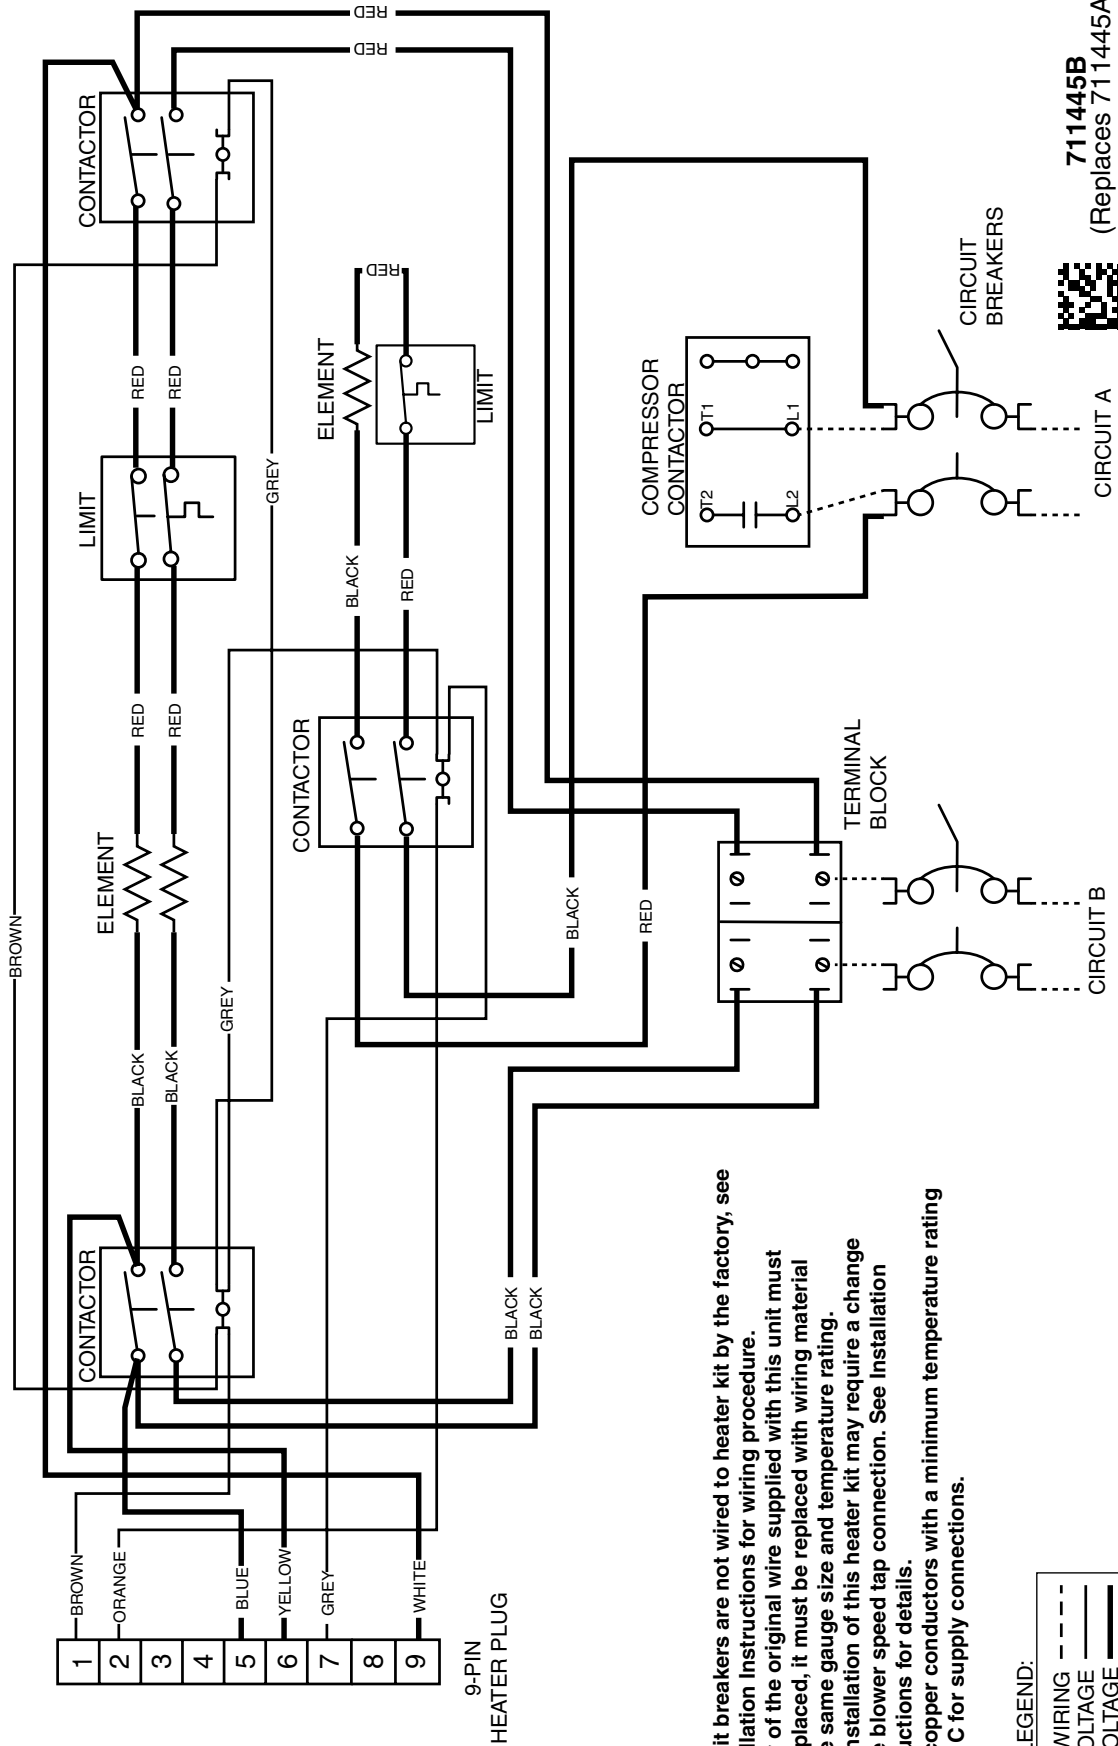 RED
RED
CONTACTOR
711445B
(Replaces 711445A
CIRCUIT
BREAKERS
RED
RED
RED
GREY
ELEMENT
LIMIT
COMPRESSOR
CONTACTOR
T1
L1
T2
L2
CIRCUIT A
LIMIT
BLACK
RED
RED
RED
CONTACTOR
TERMINAL
BLOCK
ELEMENT
BROWN
BLACK
RED
CIRCUIT B
GREY
BLACK
BLACK
CONTACTOR
BLACK
BLACK
BROWN
ORANGE
BLUE
YELLOW
GREY
WHITE
1
2
3
4
5
6
7
8
9
9-PIN
HEATER PLUG
it breakers are not wired to heater kit by the factory, see
llation Instructions for wiring procedure.
of the original wire supplied with this unit must
placed, it must be replaced with wiring material
e same gauge size and temperature rating.
nstallation of this heater kit may require a change
e blower speed tap connection. See Installation
uctions for details.
copper conductors with a minimum temperature rating
C for supply connections.
EGEND:
WIRING
OLTAGE
OLTAGE